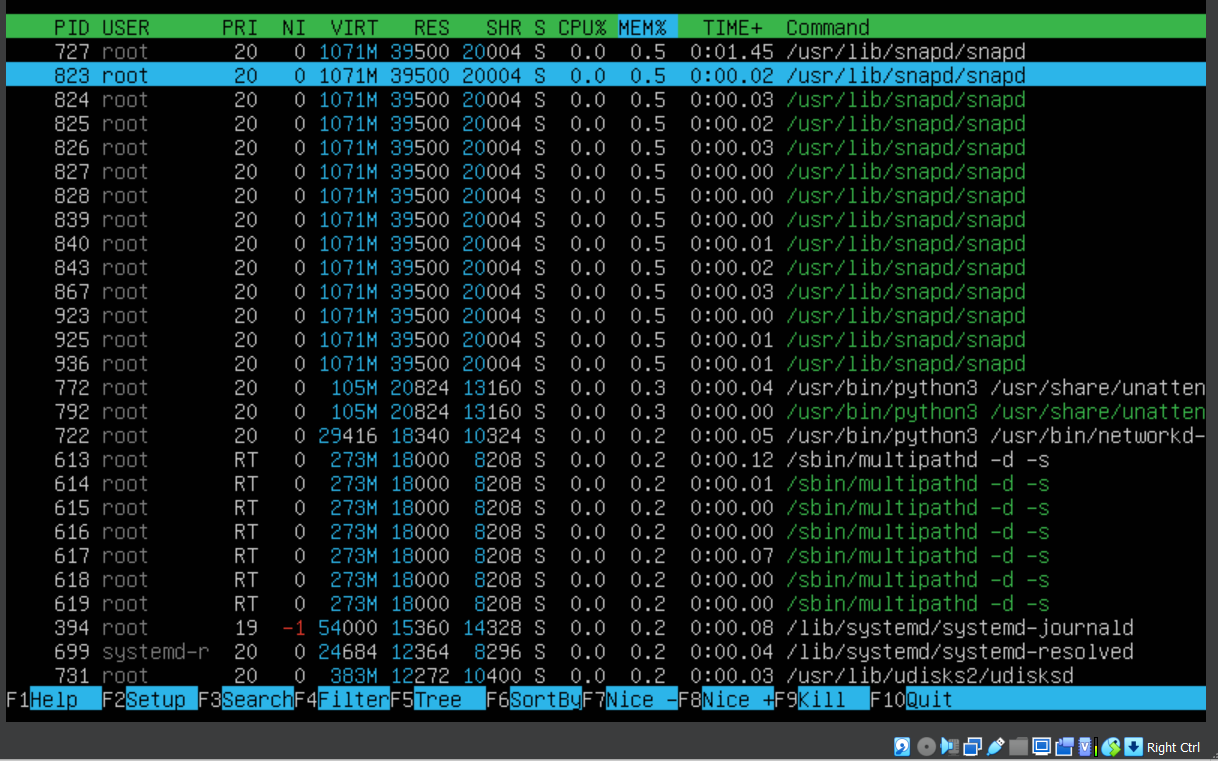 PID USER PRI NI VIRT RES SHR S CPU% MEM% TIME+ Command
727 root 20 0 1071M 39500 20004 S 0.0 0.5 0:01.45 /usr/lib/snapd/snapd
823 root 20 0 1071M 39500 20004 S 0.0 0.5 0:00.02 /usr/lib/snapd/snapd
824 root 20 0 1071M 39500 20004 S 0.0 0.5 0:00.03 /usr/lib/snapd/snapd
825 root 20 0 1071M 39500 20004 S 0.0 0.5 0:00.02 /usr/lib/snapd/snapd
826 root 20 0 1071M 39500 20004 S 0.0 0.5 0:00.03 /usr/lib/snapd/snapd
827 root 20 0 1071M 39500 20004 S 0.0 0.5 0:00.00 /usr/lib/snapd/snapd
828 root 20 0 1071M 39500 20004 S 0.0 0.5 0:00.00 /usr/lib/snapd/snapd
839 root 20 0 1071M 39500 20004 S 0.0 0.5 0:00.00 /usr/lib/snapd/snapd
840 root 20 0 1071M 39500 20004 S 0.0 0.5 0:00.01 /usr/lib/snapd/snapd
843 root 20 0 1071M 39500 20004 S 0.0 0.5 0:00.02 /usr/lib/snapd/snapd
867 root 20 0 1071M 39500 20004 S 0.0 0.5 0:00.03 /usr/lib/snapd/snapd
923 root 20 0 1071M 39500 20004 S 0.0 0.5 0:00.00 /usr/lib/snapd/snapd
925 root 20 0 1071M 39500 20004 S 0.0 0.5 0:00.01 /usr/lib/snapd/snapd
936 root 20 0 1071M 39500 20004 S 0.0 0.5 0:00.01 /usr/lib/snapd/snapd
772 root 20 0 105M 20824 13160 S 0.0 0.3 0:00.04 /usr/bin/python3 /usr/share/unatten
792 root 20 0 105M 20824 13160 S 0.0 0.3 0:00.00 /usr/bin/python3 /usr/share/unatten
722 root 20 0 29416 18340 10324 S 0.0 0.2 0:00.05 /usr/bin/python3 /usr/bin/networkd-
613 root RT 0 273M 18000 8208 S 0.0 0.2 0:00.12 /sbin/multipathd -d -s
614 root RT 0 273M 18000 8208 S 0.0 0.2 0:00.01 /sbin/multipathd -d -s
615 root RT 0 273M 18000 8208 S 0.0 0.2 0:00.00 /sbin/multipathd -d -s
616 root RT 0 273M 18000 8208 S 0.0 0.2 0:00.00 /sbin/multipathd -d -s
617 root RT 0 273M 18000 8208 S 0.0 0.2 0:00.07 /sbin/multipathd -d -s
618 root RT 0 273M 18000 8208 S 0.0 0.2 0:00.00 /sbin/multipathd -d -s
619 root RT 0 273M 18000 8208 S 0.0 0.2 0:00.00 /sbin/multipathd -d -s
394 root 19 -1 54000 15360 14328 S 0.0 0.2 0:00.08 /lib/systemd/systemd-journald
699 systemd-r 20 0 24684 12364 8296 S 0.0 0.2 0:00.04 /lib/systemd/systemd-resolved
731 root 20 0 383M 12272 10400 S 0.0 0.2 0:00.03 /usr/lib/udisks2/udisksd
F1Help F2Setup F3SearchF4FilterF5Tree F6SortByF7Nice -F8Nice +F9Kill F10Quit
Right Ctrl